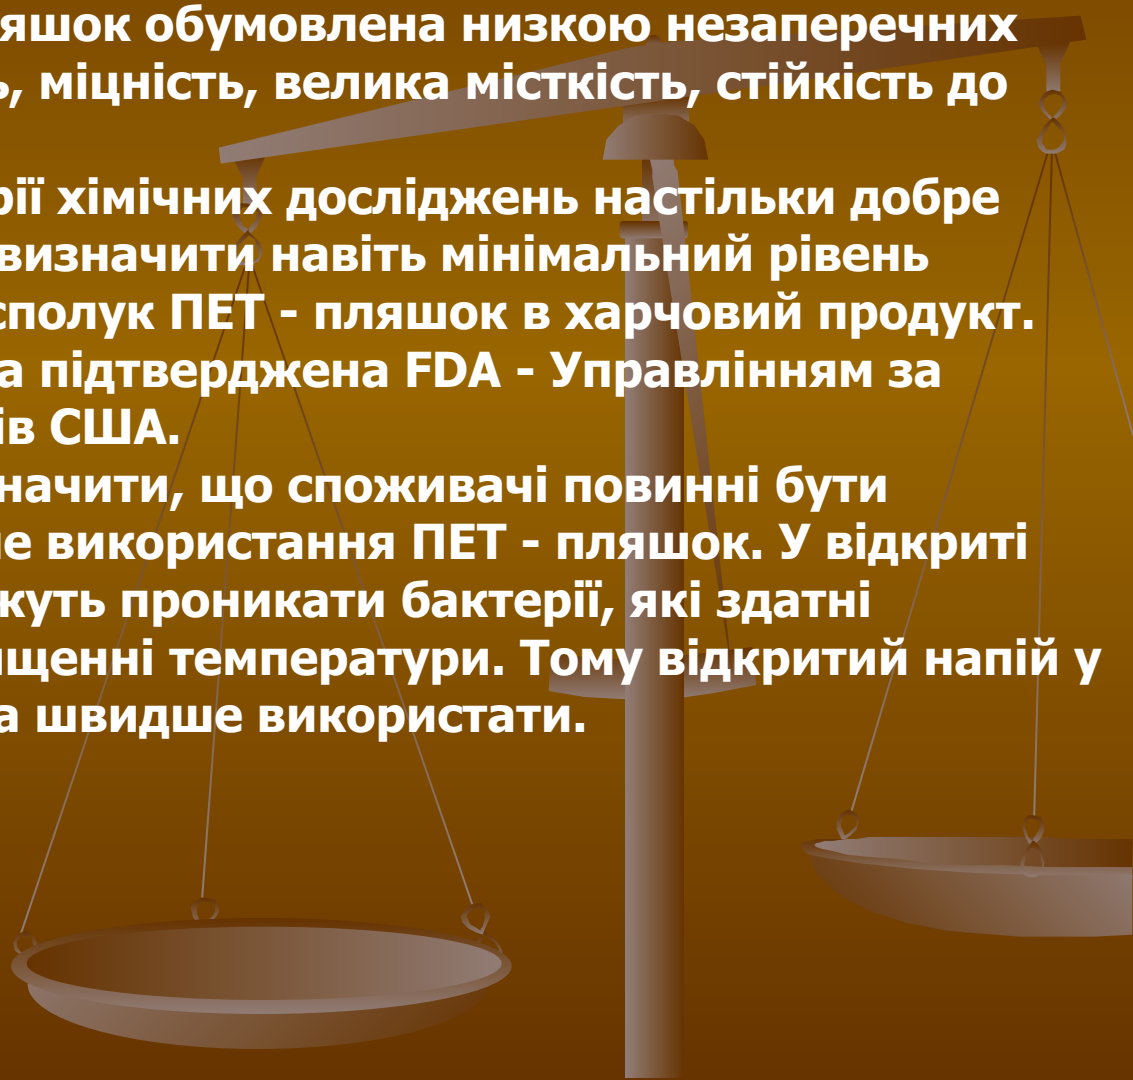 яшок обумовлена низкою незаперечних
ь, міцність, велика місткість, стійкість до
рії хімічних досліджень настільки добре
визначити навіть мінімальний рівень
сполук ПЕТ - пляшок в харчовий продукт.
а підтверджена FDA - Управлінням за
ів США.
начити, що споживачі повинні бути
не використання ПЕТ - пляшок. У відкриті
жуть проникати бактерії, які здатні
ищенні температури. Тому відкритий напій у
а швидше використати.